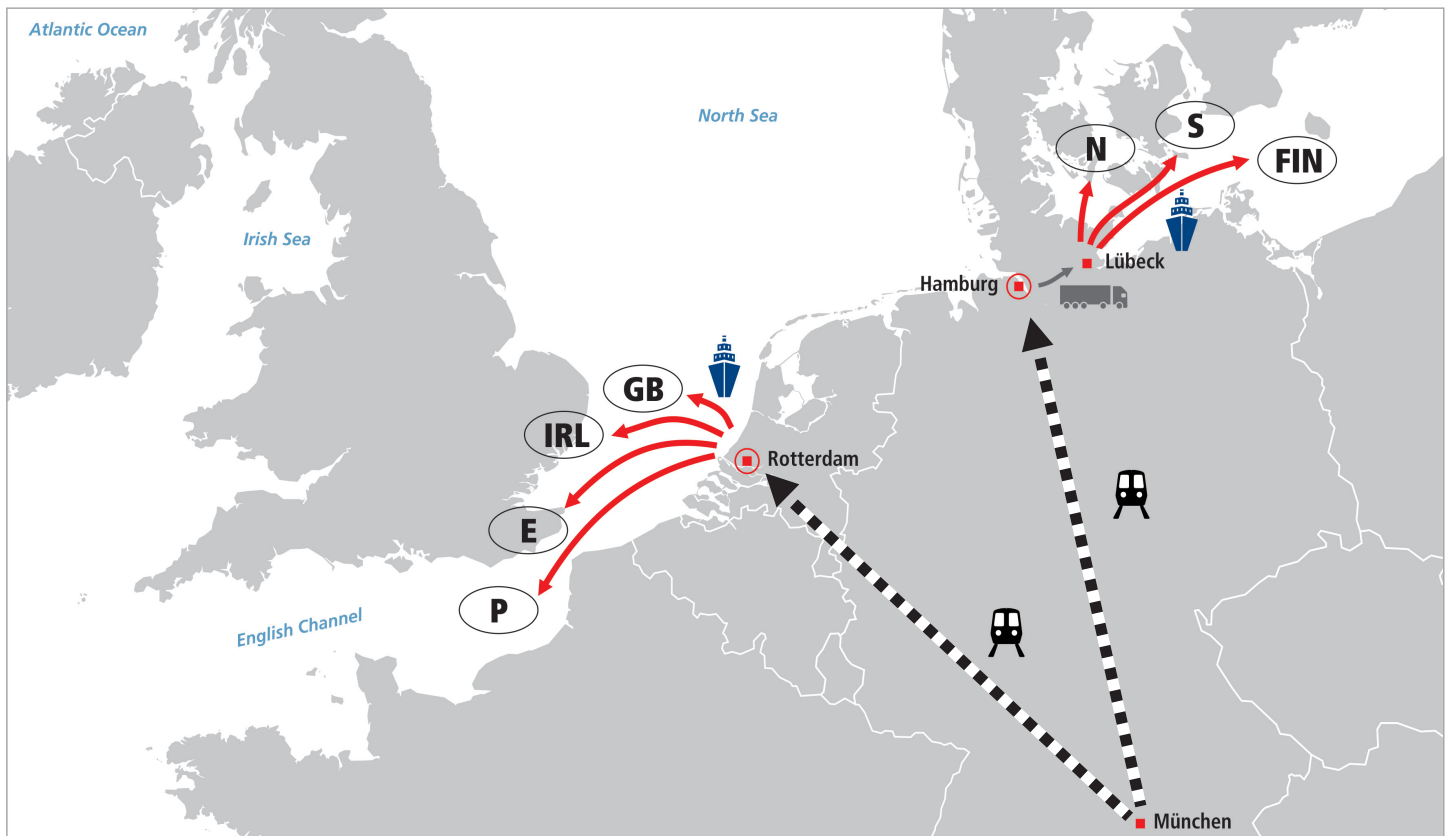 Atlantic Ocean
North Sea
S
N
FIN
Irish Sea
Lübeck
Hamburg
GB
IRL
Rotterdam
E
P
English Channel
München